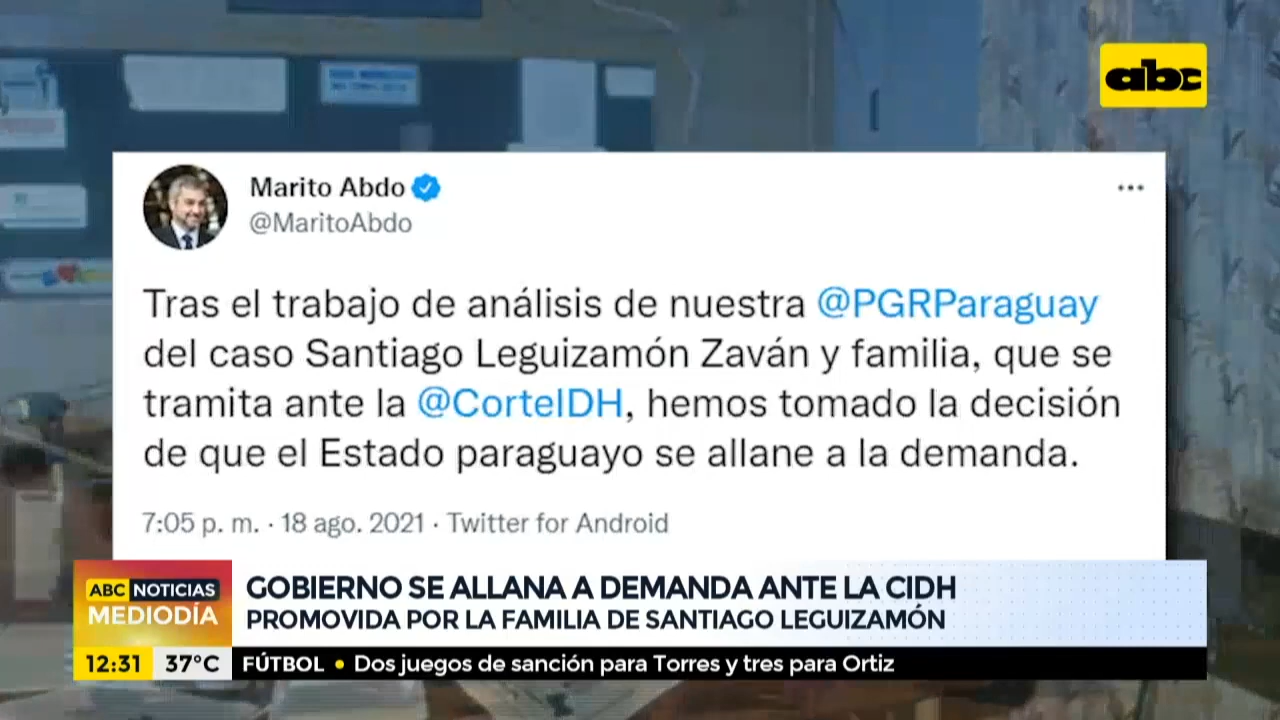 abc
Marito Abdo
@MaritoAbdo
Tras el trabajo de análisis de nuestra @PGRParaguay
del caso Santiago Leguizamón Zaván y familia, que se
tramita ante la @CorteIDH, hemos tomado la decisión
de que el Estado paraguayo se allane a la demanda.
7:05 p. m. · 18 ago. 2021 · Twitter for Android
ABC NOTICIAS
MEDIODÍA
GOBIERNO SE ALLANA A DEMANDA ANTE LA CIDH
PROMOVIDA POR LA FAMILIA DE SANTIAGO LEGUIZAMÓN
12:31 37°C FÚTBOL • Dos juegos de sanción para Torres y tres para Ortiz